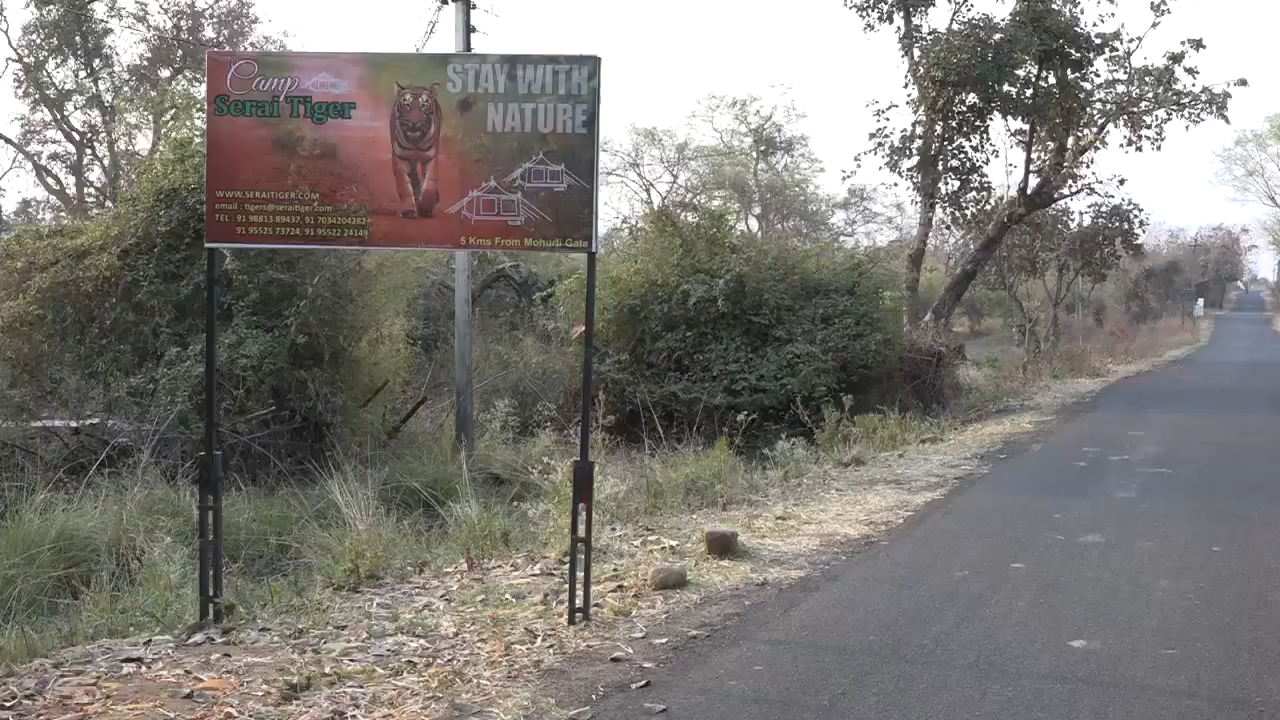 Camp
Serai Tiger
STAY WITH
NATURE
WWW.SERAITIGER.COM
email : tigers@seraitiger.com
TEL : 91 98813 89437, 91 7034204282
91 95525 73724, 91 95522 24149
5 Kms From Mohurli Gate